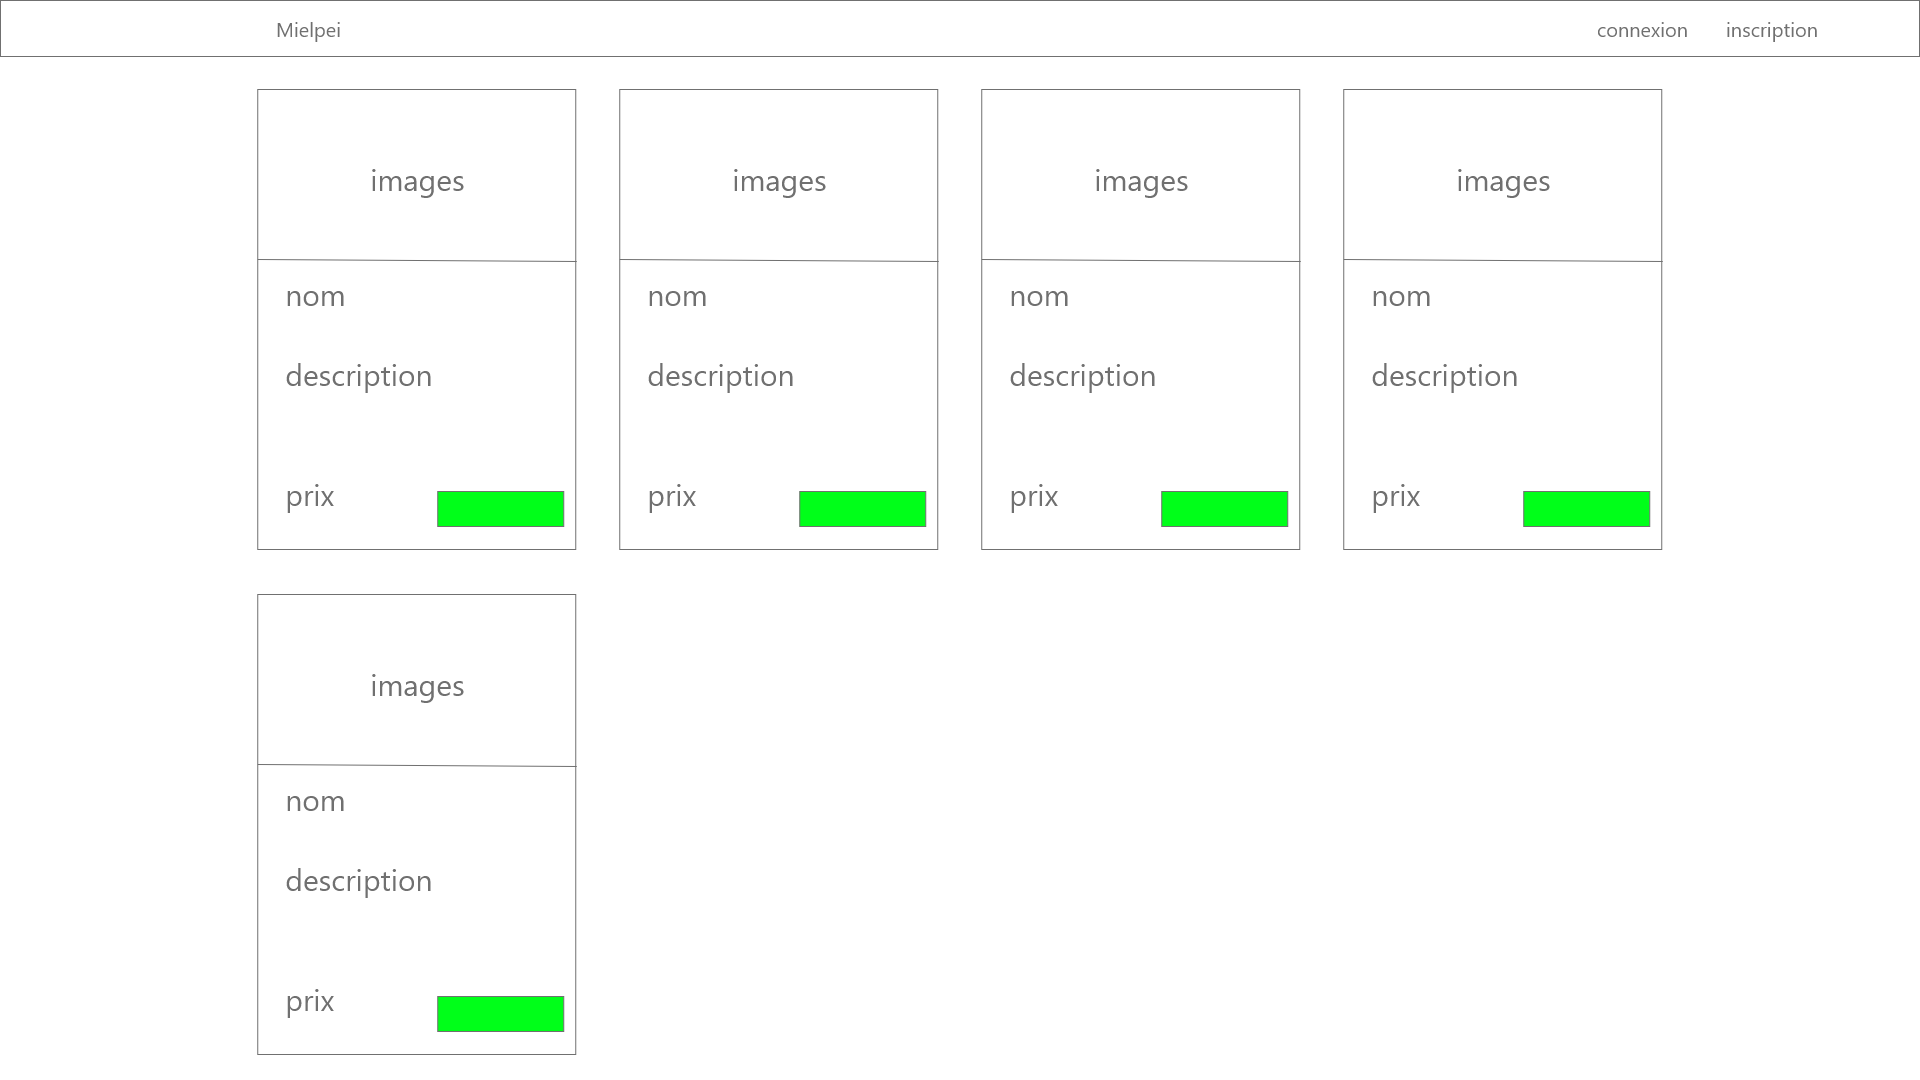 Mielpei
connexion inscription
images images images images
nom nom nom nom
description description description description
prix prix prix prix
images
nom
description
prix